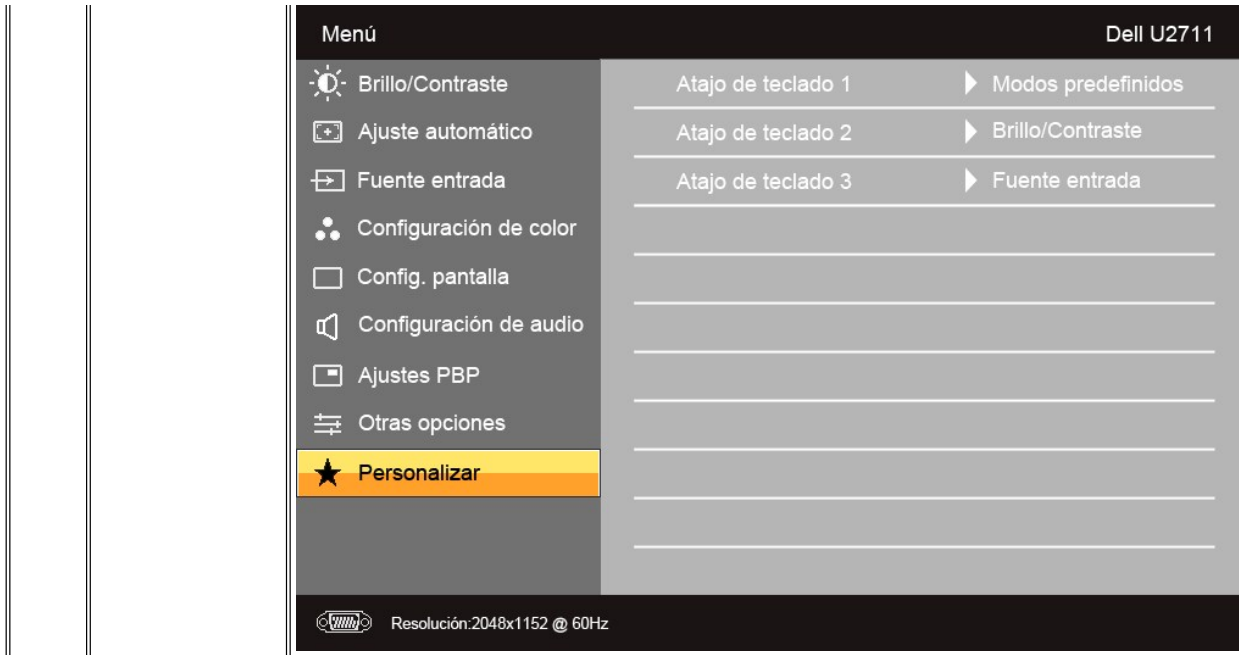 Menú Dell U2711
Brillo/Contraste Atajo de teclado 1 Modos predefinidos
Ajuste automático Atajo de teclado 2 Brillo/Contraste
Fuente entrada Atajo de teclado 3 Fuente entrada
Configuración de color
Config. pantalla
Configuración de audio
Ajustes PBP
Otras opciones
Personalizar
Resolución:2048x1152 @ 60Hz